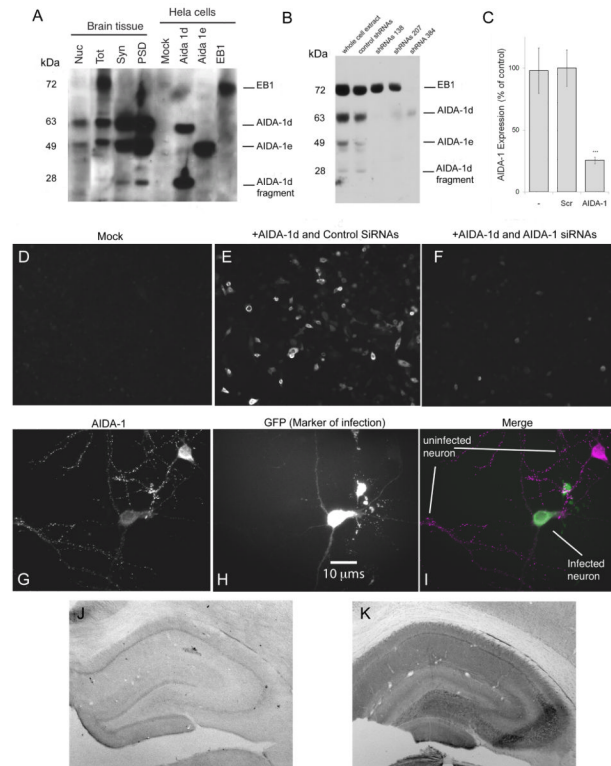 A
Brain tissue
Hela cells
kDa
Nuc
Tot
Syn
PSD
Mock
Aida 1d
Aida 1e
EB1
72
63
49
28
EB1
AIDA-1d
AIDA-1e
AIDA-1d
fragment
B
whole cell extract
control shRNAs
shRNAs 138
shRNAs 207
shRNA 384
kDa
72
63
49
28
EB1
AIDA-1d
AIDA-1e
AIDA-1d
fragment
C
AIDA-1 Expression (% of control)
100
50
0
...
-
Scr
AIDA-1
Mock
+AIDA-1d and Control SiRNAs
+AIDA-1d and AIDA-1 siRNAs
D
E
F
AIDA-1
GFP (Marker of infection)
Merge
uninfected
neuron
10 µms
Infected
neuron
G
H
I
J
K